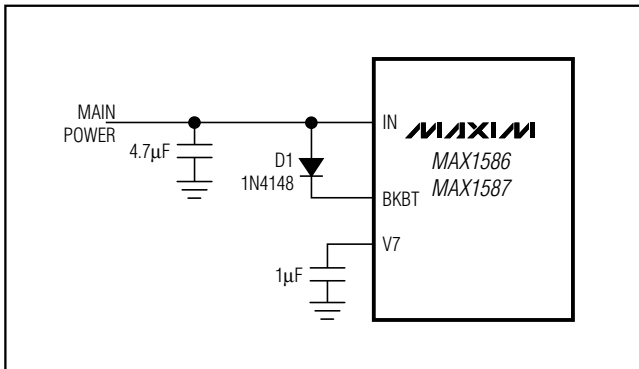 MAIN
POWER
4.7μF
D1
1N4148
IN
MAXIM
MAX1586
MAX1587
BKBT
V7
1μF